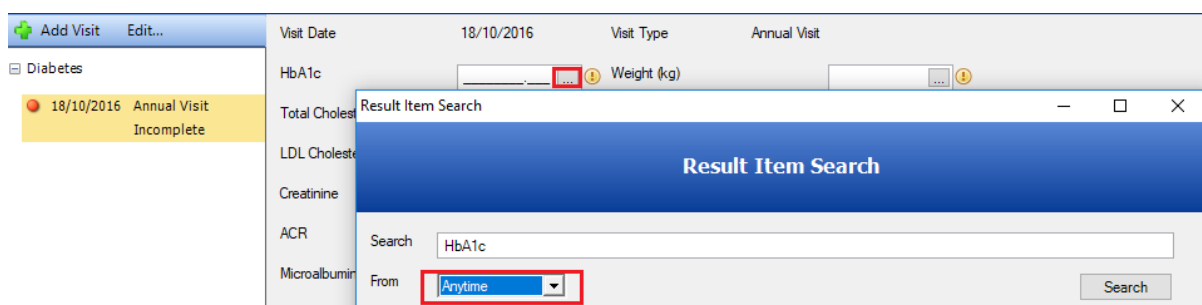 Add Visit Edit...
Visit Date 18/10/2016 Visit Type Annual Visit
Diabetes
HbA1c ... Weight (kg) ...
18/10/2016 Annual Visit
Incomplete
Total Cholest
LDL Choleste
Creatinine
ACR
Microalbumin
Result Item Search
Result Item Search
Search HbA1c
From Anytime
Search